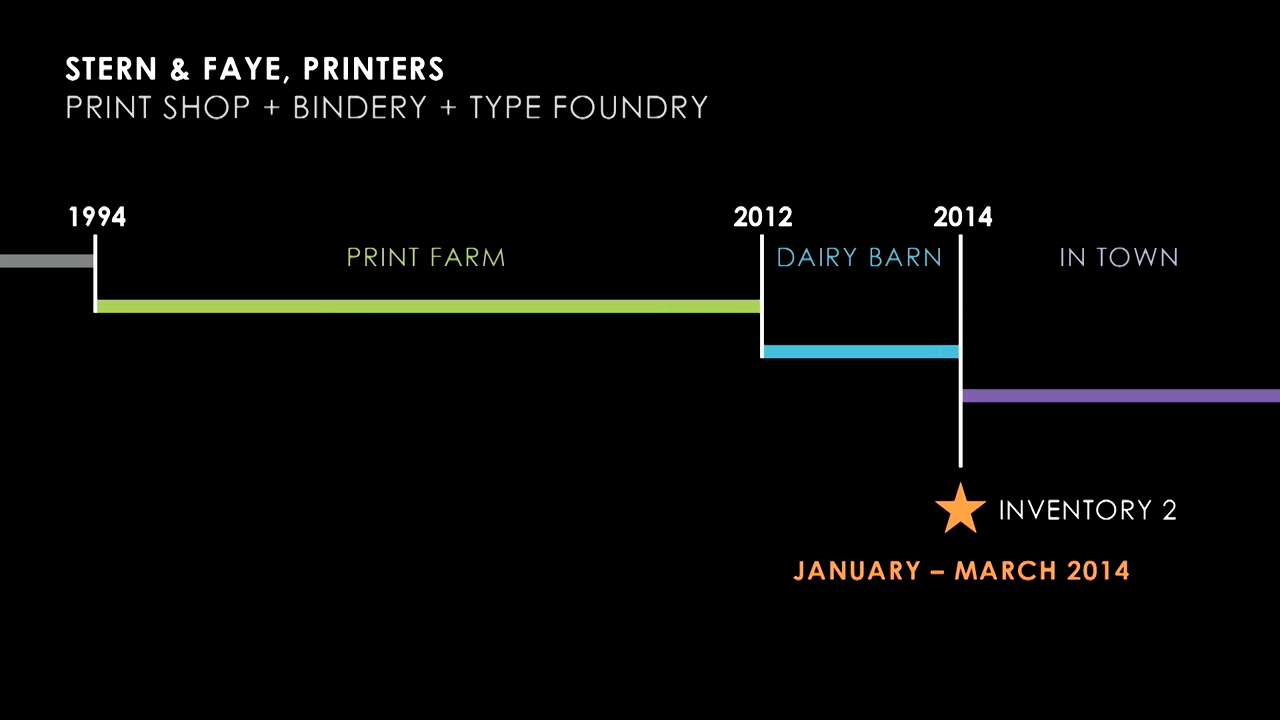 STERN & FAYE, PRINTERS
PRINT SHOP + BINDERY + TYPE FOUNDRY
1994
2012
2014
PRINT FARM
DAIRY BARN
IN TOWN
INVENTORY 2
JANUARY – MARCH 2014